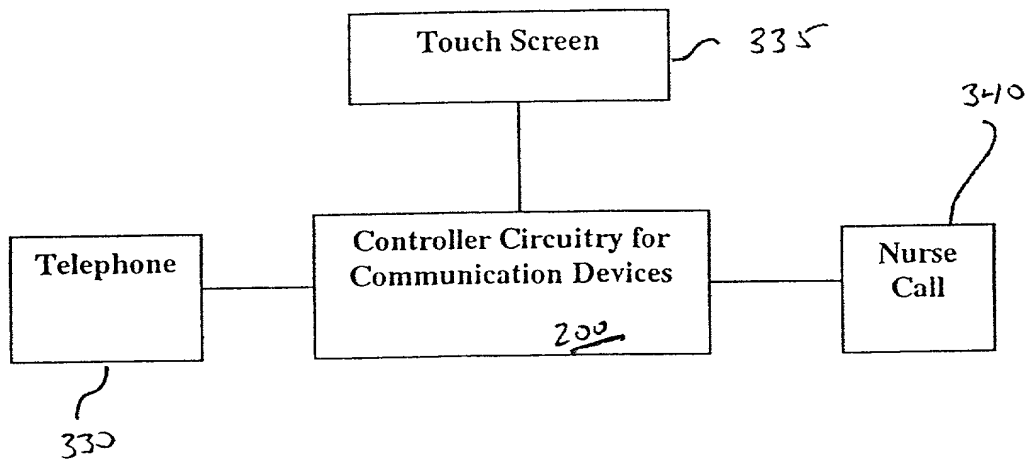 Touch Screen
335
340
Controller Circuitry for
Communication Devices
200
Telephone
Nurse
Call
330